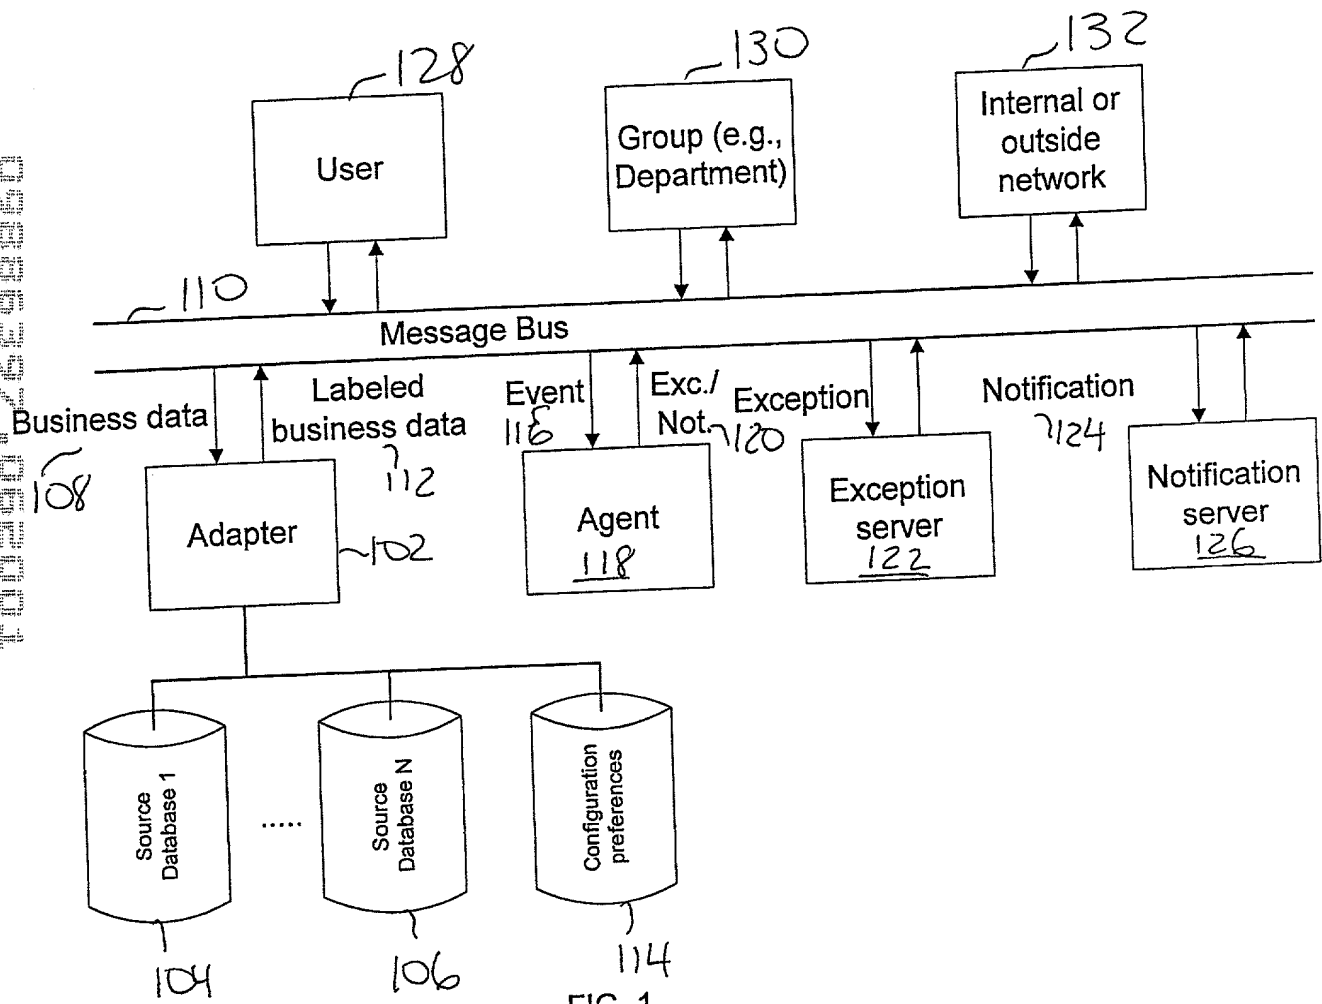 128
130
132
User
Group (e.g.,
Department)
Internal or
outside
network
110
Message Bus
Business data
108
Labeled
business data
112
Event
116
Exc./
Not.
120
Exception
Notification
124
Adapter
102
Agent
118
Exception
server
122
Notification
server
126
Source
Database 1
.....
Source
Database N
Configuration
preferences
104
106
114
FIG. 1